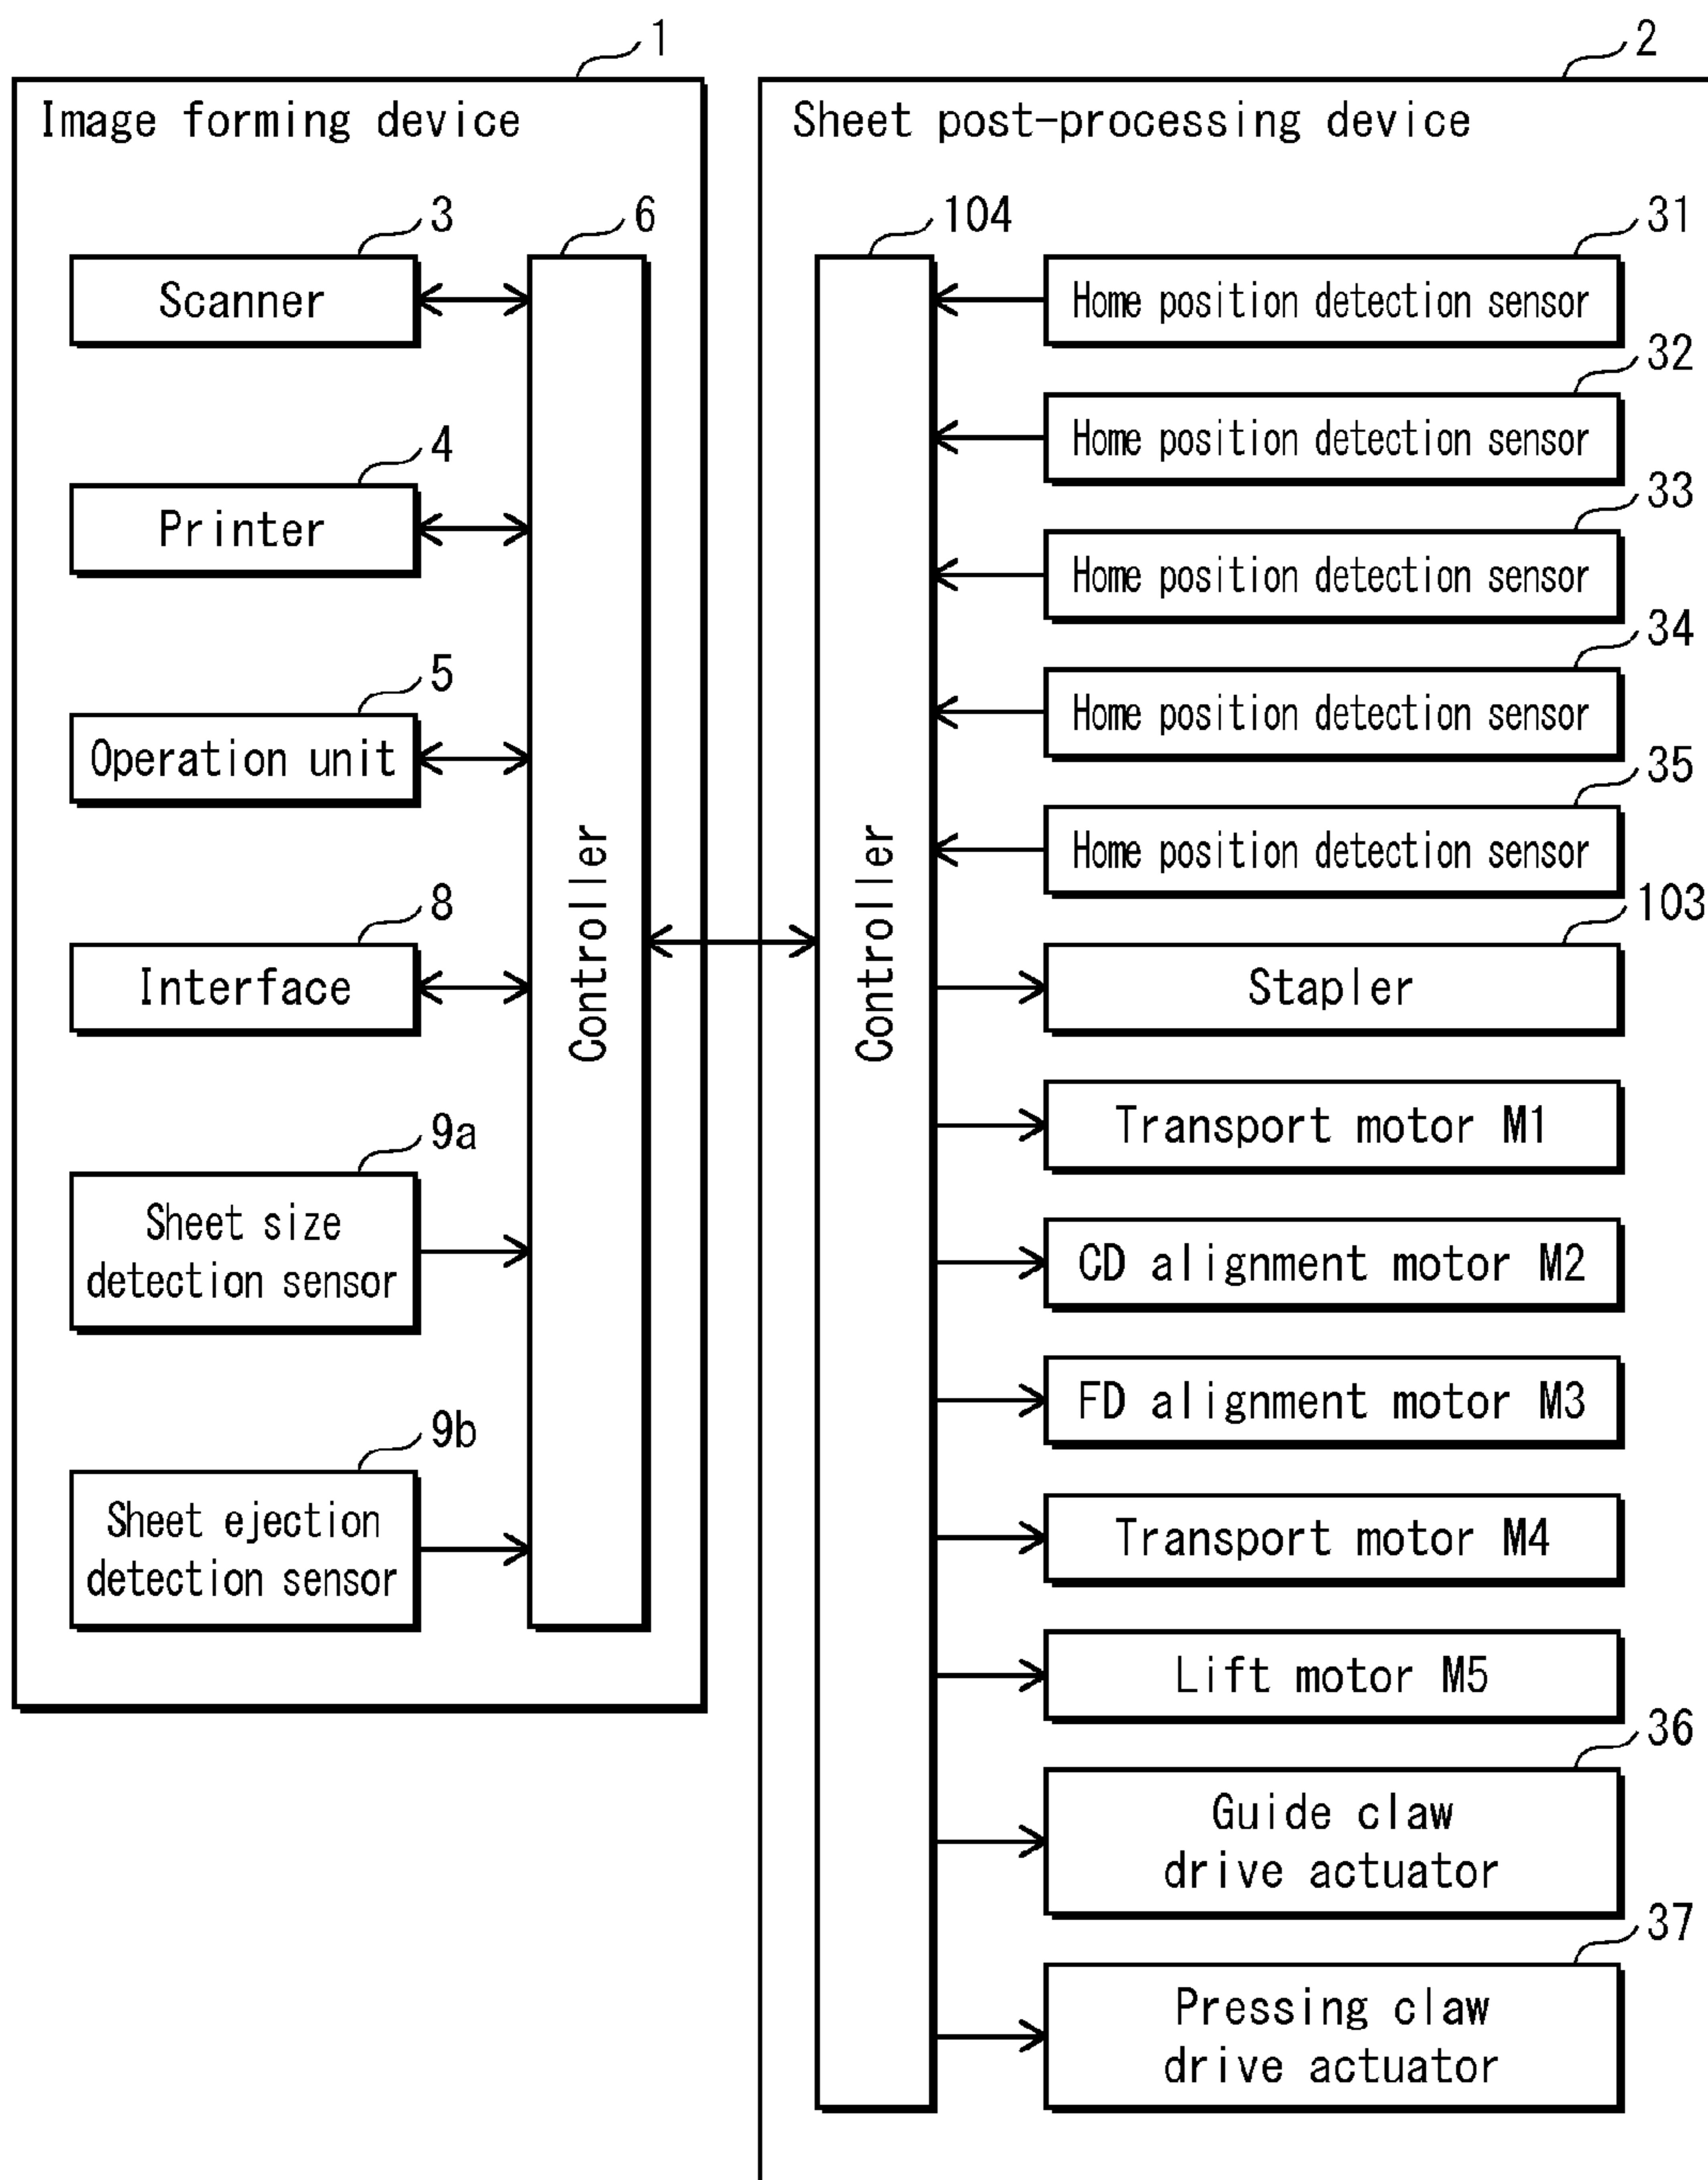 1
Image forming device
3
Scanner
4
Printer
5
Operation unit
8
Interface
9a
Sheet size
detection sensor
9b
Sheet ejection
detection sensor
6
Controller
2
Sheet post-processing device
104
Controller
31
Home position detection sensor
32
Home position detection sensor
33
Home position detection sensor
34
Home position detection sensor
35
Home position detection sensor
103
Stapler
Transport motor M1
CD alignment motor M2
FD alignment motor M3
Transport motor M4
Lift motor M5
36
Guide claw
drive actuator
37
Pressing claw
drive actuator